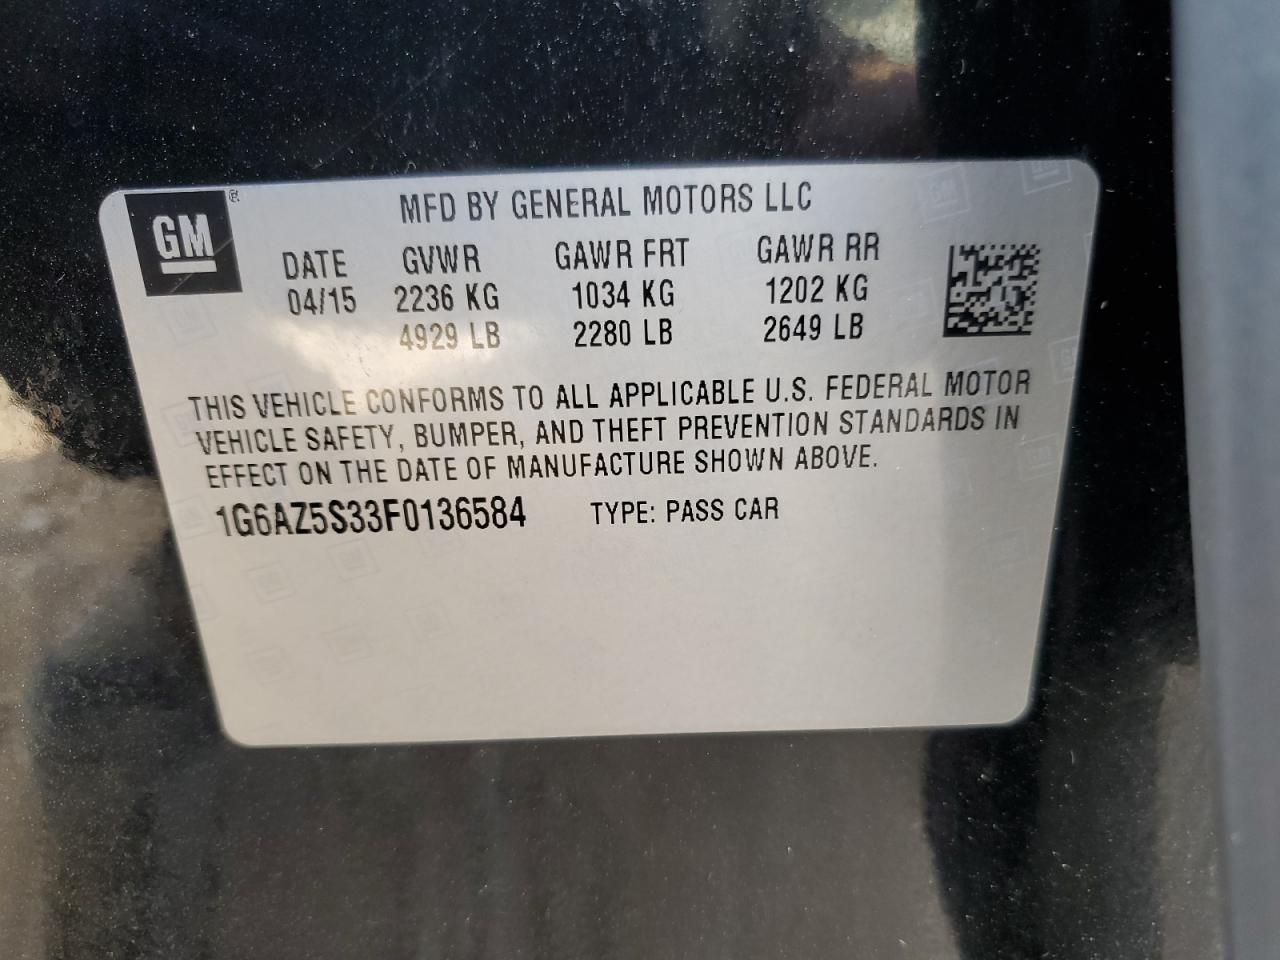 GM ®
MFD BY GENERAL MOTORS LLC
DATE GVWR GAWR FRT GAWR RR
04/15 2236 KG 1034 KG 1202 KG
4929 LB 2280 LB 2649 LB
THIS VEHICLE CONFORMS TO ALL APPLICABLE U.S. FEDERAL MOTOR
VEHICLE SAFETY, BUMPER, AND THEFT PREVENTION STANDARDS IN
EFFECT ON THE DATE OF MANUFACTURE SHOWN ABOVE.
1G6AZ5S33F0136584 TYPE: PASS CAR